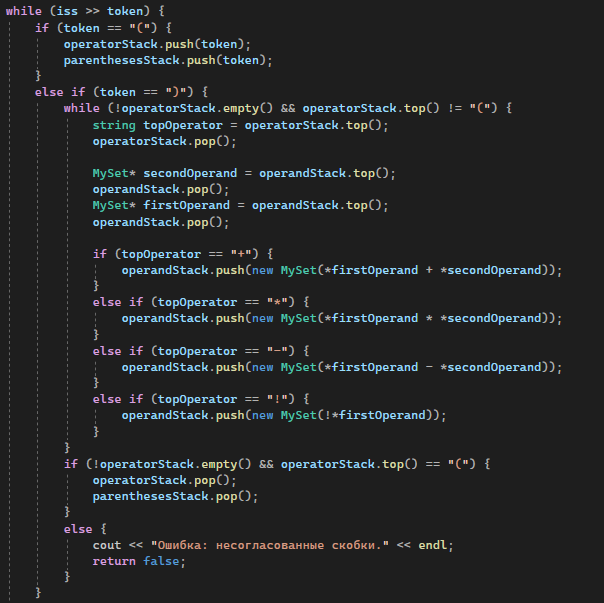 while (iss >> token) {
    if (token == "(") {
        operatorStack.push(token);
        parenthesesStack.push(token);
    }
    else if (token == ")") {
        while (!operatorStack.empty() && operatorStack.top() != "(") {
            string topOperator = operatorStack.top();
            operatorStack.pop();

            MySet* secondOperand = operandStack.top();
            operandStack.pop();
            MySet* firstOperand = operandStack.top();
            operandStack.pop();

            if (topOperator == "+") {
                operandStack.push(new MySet(*firstOperand + *secondOperand));
            }
            else if (topOperator == "*") {
                operandStack.push(new MySet(*firstOperand * *secondOperand));
            }
            else if (topOperator == "-") {
                operandStack.push(new MySet(*firstOperand - *secondOperand));
            }
            else if (topOperator == "!") {
                operandStack.push(new MySet(!*firstOperand));
            }
        }
        if (!operatorStack.empty() && operatorStack.top() == "(") {
            operatorStack.pop();
            parenthesesStack.pop();
        }
        else {
            cout << "Ошибка: несогласованные скобки." << endl;
            return false;
        }
    }